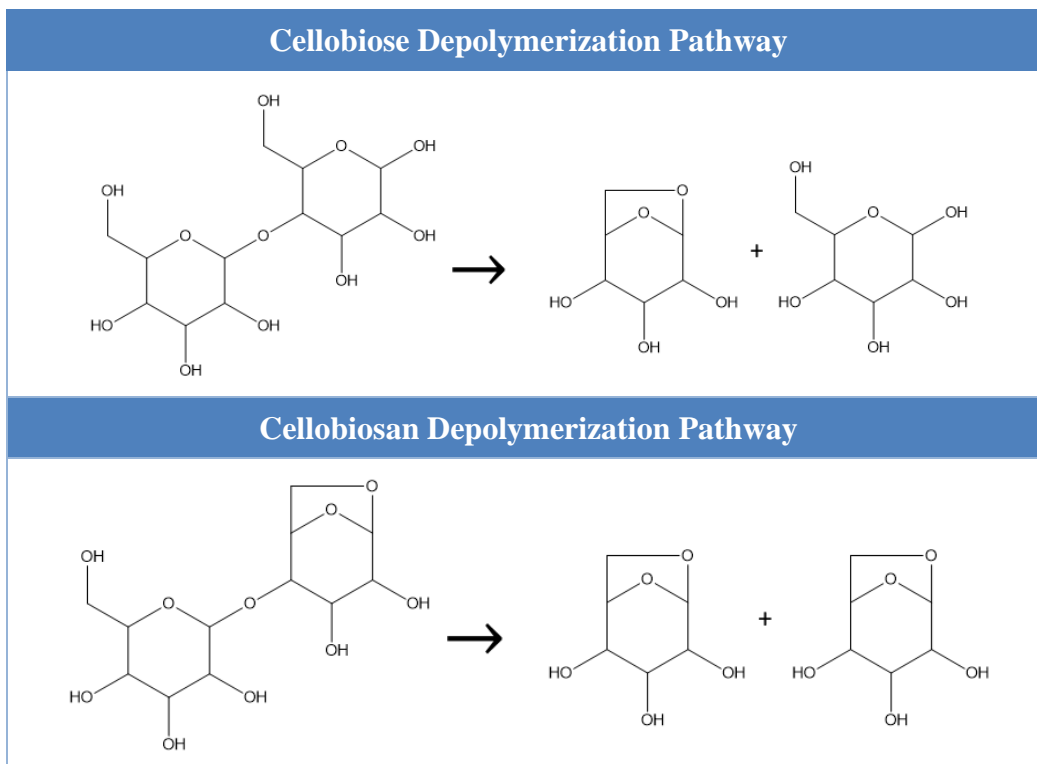 Cellobiose Depolymerization Pathway
OH
O OH
OH
O
OH
O
OH
HO OH
OH
→
O
O
HO OH
OH
+
OH
O OH
HO OH
OH
Cellobiosan Depolymerization Pathway
O
O
OH
O O OH
OH
HO OH
OH
→
O
O
HO OH
OH
+
O
O
HO OH
OH